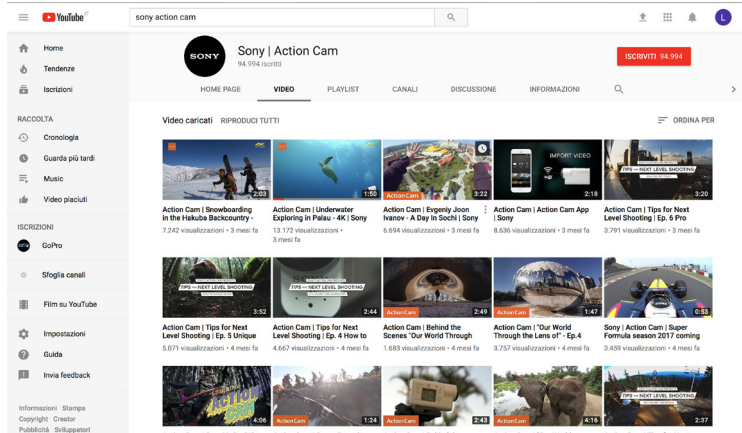 YouTube IT
sony action cam
L
Home
Tendenze
Iscrizioni
RACCOLTA
Cronologia
Guarda più tardi
Music
Video piaciuti
ISCRIZIONI
GoPro
Sfoglia canali
Film su YouTube
Impostazioni
Guida
Invia feedback
Informazioni Stampa
Copyright Creator
Pubblicità Sviluppatori
SONY
Sony | Action Cam
94.994 iscritti
ISCRIVITI 94.994
HOME PAGE VIDEO PLAYLIST CANALI DISCUSSIONE INFORMAZIONI
Video caricati RIPRODUCI TUTTI
ORDINA PER
2:03
Action Cam | Snowboarding
in the Hakuba Backcountry -
7.242 visualizzazioni • 3 mesi fa
1:50
Action Cam | Underwater
Exploring in Palau - 4K | Sony
13.172 visualizzazioni •
3 mesi fa
ActionCam
3:22
Action Cam | Evgeniy Joon
Ivanov - A Day In Sochi | Sony
6.694 visualizzazioni • 3 mesi fa
IMPORT VIDEO
2:18
Action Cam | Action Cam App
| Sony
8.636 visualizzazioni • 3 mesi fa
TIPS — NEXT LEVEL SHOOTING
3:20
Action Cam | Tips for Next
Level Shooting | Ep. 6 Pro
3.791 visualizzazioni • 3 mesi fa
TIPS — NEXT LEVEL SHOOTING
3:52
Action Cam | Tips for Next
Level Shooting | Ep. 5 Unique
5.071 visualizzazioni • 4 mesi fa
TIPS — NEXT LEVEL SHOOTING
2:44
Action Cam | Tips for Next
Level Shooting | Ep. 4 How to
4.667 visualizzazioni • 4 mesi fa
ActionCam
2:49
Action Cam | Behind the
Scenes "Our World Through
1.683 visualizzazioni • 4 mesi fa
ActionCam
1:47
Action Cam | "Our World
Through the Lens of" - Ep.4
3.757 visualizzazioni • 4 mesi fa
0:53
Sony | Action Cam | Super
Formula season 2017 coming
3.459 visualizzazioni • 4 mesi fa
ACTION
CAM
4:06
ActionCam
1:24
ActionCam
2:43
ActionCam
4:16
TIPS — NEXT LEVEL SHOOTING
2:37